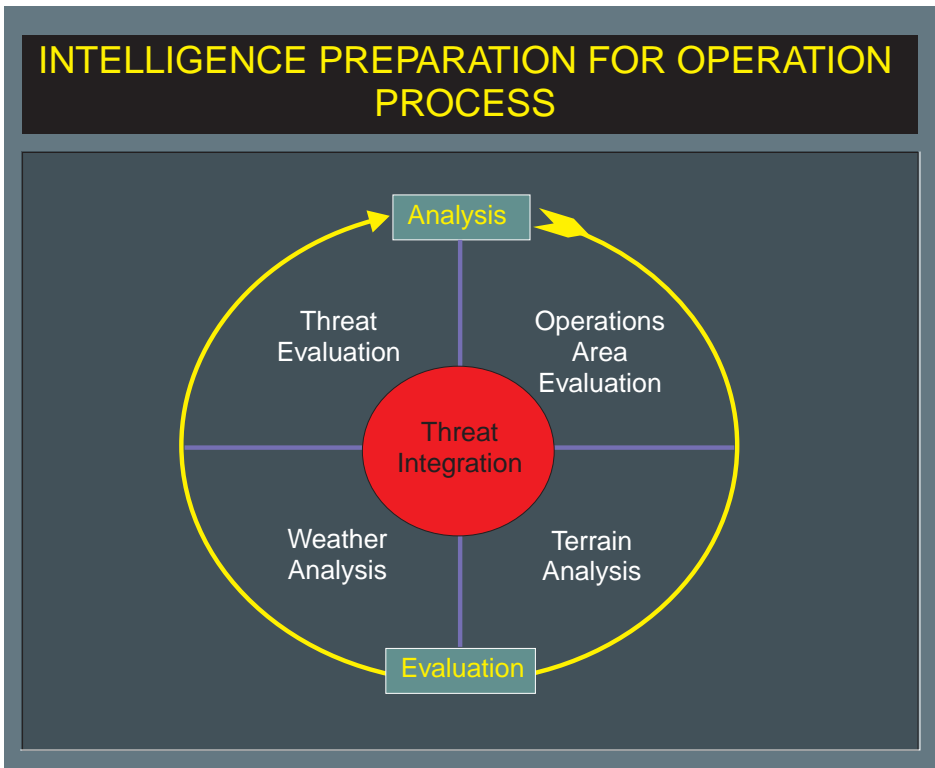 INTELLIGENCE PREPARATION FOR OPERATION
PROCESS
Analysis
Threat
Evaluation
Operations
Area
Evaluation
Threat
Integration
Weather
Analysis
Terrain
Analysis
Evaluation